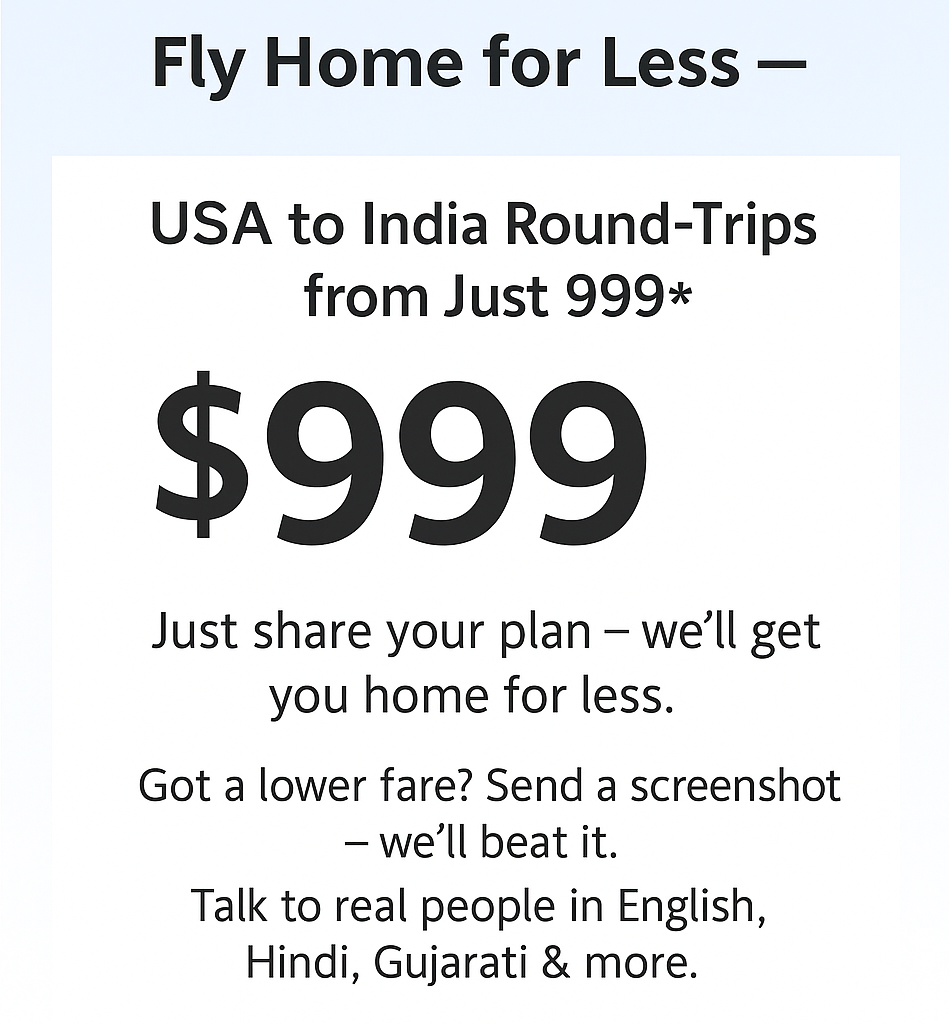 Fly Home for Less –
USA to India Round-Trips
from Just 999*
$999
Just share your plan – we’ll get
you home for less.
Got a lower fare? Send a screenshot
– we’ll beat it.
Talk to real people in English,
Hindi, Gujarati & more.